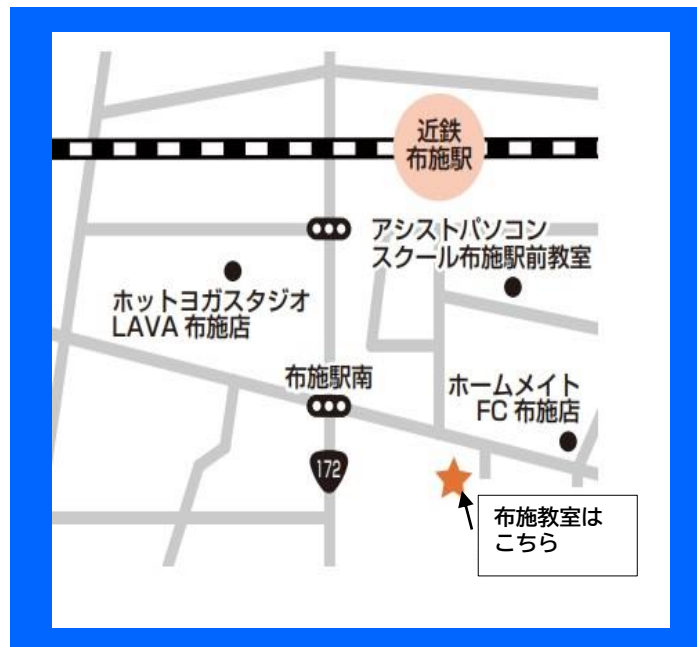 近鉄
布施駅
アシストパソコン
スクール布施駅前教室
ホットヨガスタジオ
LAVA 布施店
布施駅南
ホームメイト
FC 布施店
172
布施教室は
こちら